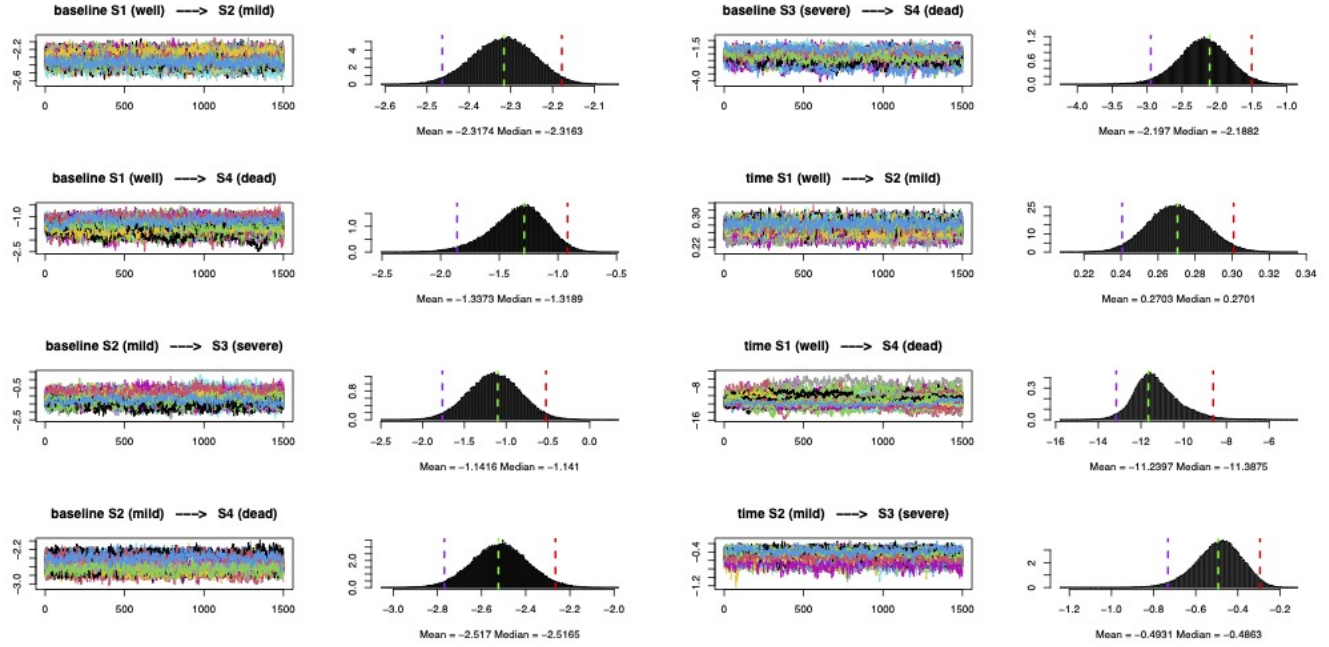 baseline S1 (well) ---> S2 (mild)
-2.2
-2.6
0 500 1000 1500
4
2
0
-2.6 -2.5 -2.4 -2.3 -2.2 -2.1
Mean = -2.3174 Median = -2.3163
baseline S3 (severe) ---> S4 (dead)
-1.5
-4.0
0 500 1000 1500
1.2
0.6
0.0
-4.0 -3.5 -3.0 -2.5 -2.0 -1.5 -1.0
Mean = -2.197 Median = -2.1882
baseline S1 (well) ---> S4 (dead)
-1.0
-2.5
0 500 1000 1500
1.0
0.0
-2.5 -2.0 -1.5 -1.0 -0.5
Mean = -1.3373 Median = -1.3189
time S1 (well) ---> S2 (mild)
0.30
0.22
0 500 1000 1500
25
10
0
0.22 0.24 0.26 0.28 0.30 0.32 0.34
Mean = 0.2703 Median = 0.2701
baseline S2 (mild) ---> S3 (severe)
-0.5
-2.5
0 500 1000 1500
0.8
0.0
-2.5 -2.0 -1.5 -1.0 -0.5 0.0
Mean = -1.1416 Median = -1.141
time S1 (well) ---> S4 (dead)
-8
-16
0 500 1000 1500
0.3
0.0
-16 -14 -12 -10 -8 -6
Mean = -11.2397 Median = -11.3875
baseline S2 (mild) ---> S4 (dead)
-2.2
-3.0
0 500 1000 1500
2.0
0.0
-3.0 -2.8 -2.6 -2.4 -2.2 -2.0
Mean = -2.517 Median = -2.5165
time S2 (mild) ---> S3 (severe)
-0.4
-1.2
0 500 1000 1500
2
0
-1.2 -1.0 -0.8 -0.6 -0.4 -0.2
Mean = -0.4931 Median = -0.4863